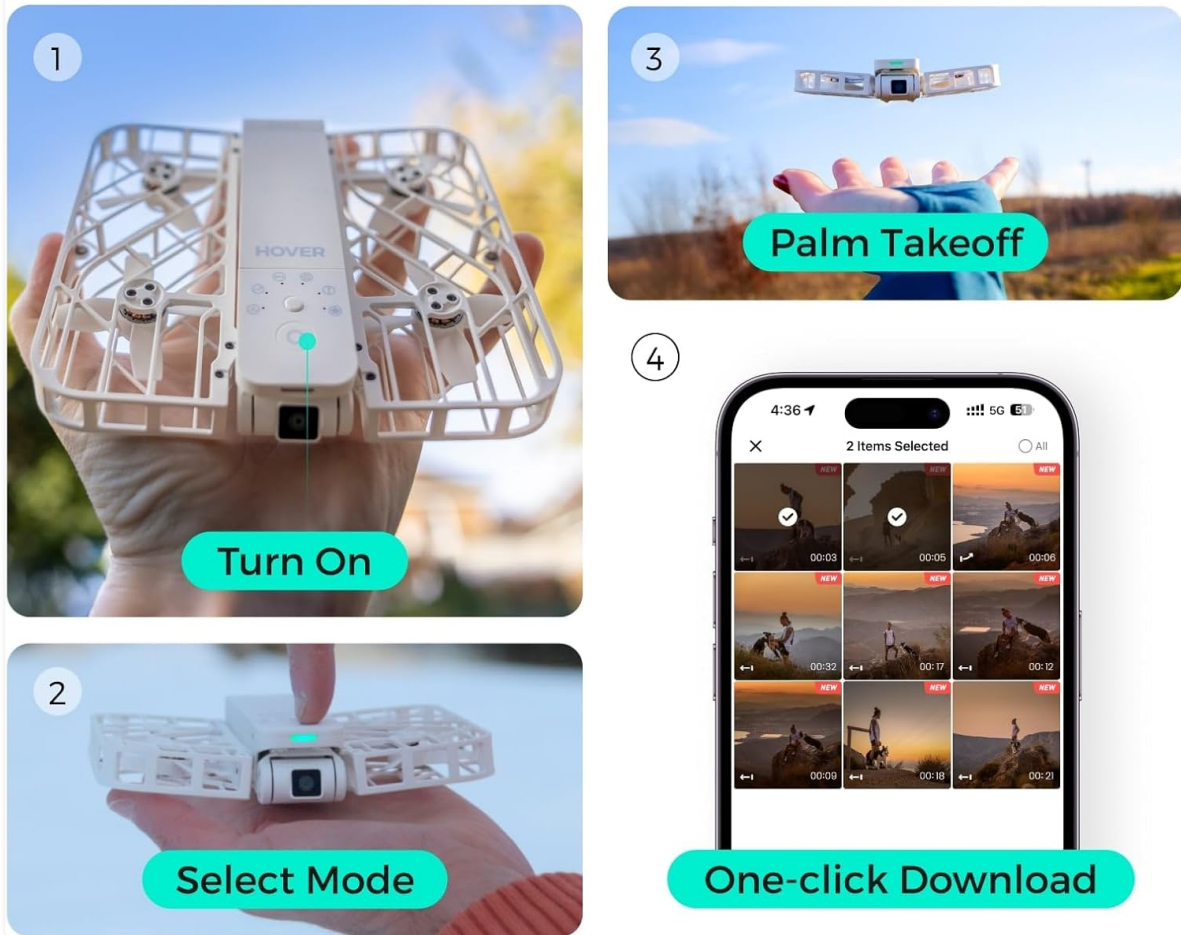 1
HOVER
Turn On
2
Select Mode
3
Palm Takeoff
4
4:36
5G 51
2 Items Selected
All
NEW
NEW
NEW
00:03
00:05
00:06
NEW
NEW
NEW
00:32
00:17
00:12
NEW
NEW
NEW
00:09
00:18
00:21
One-click Download